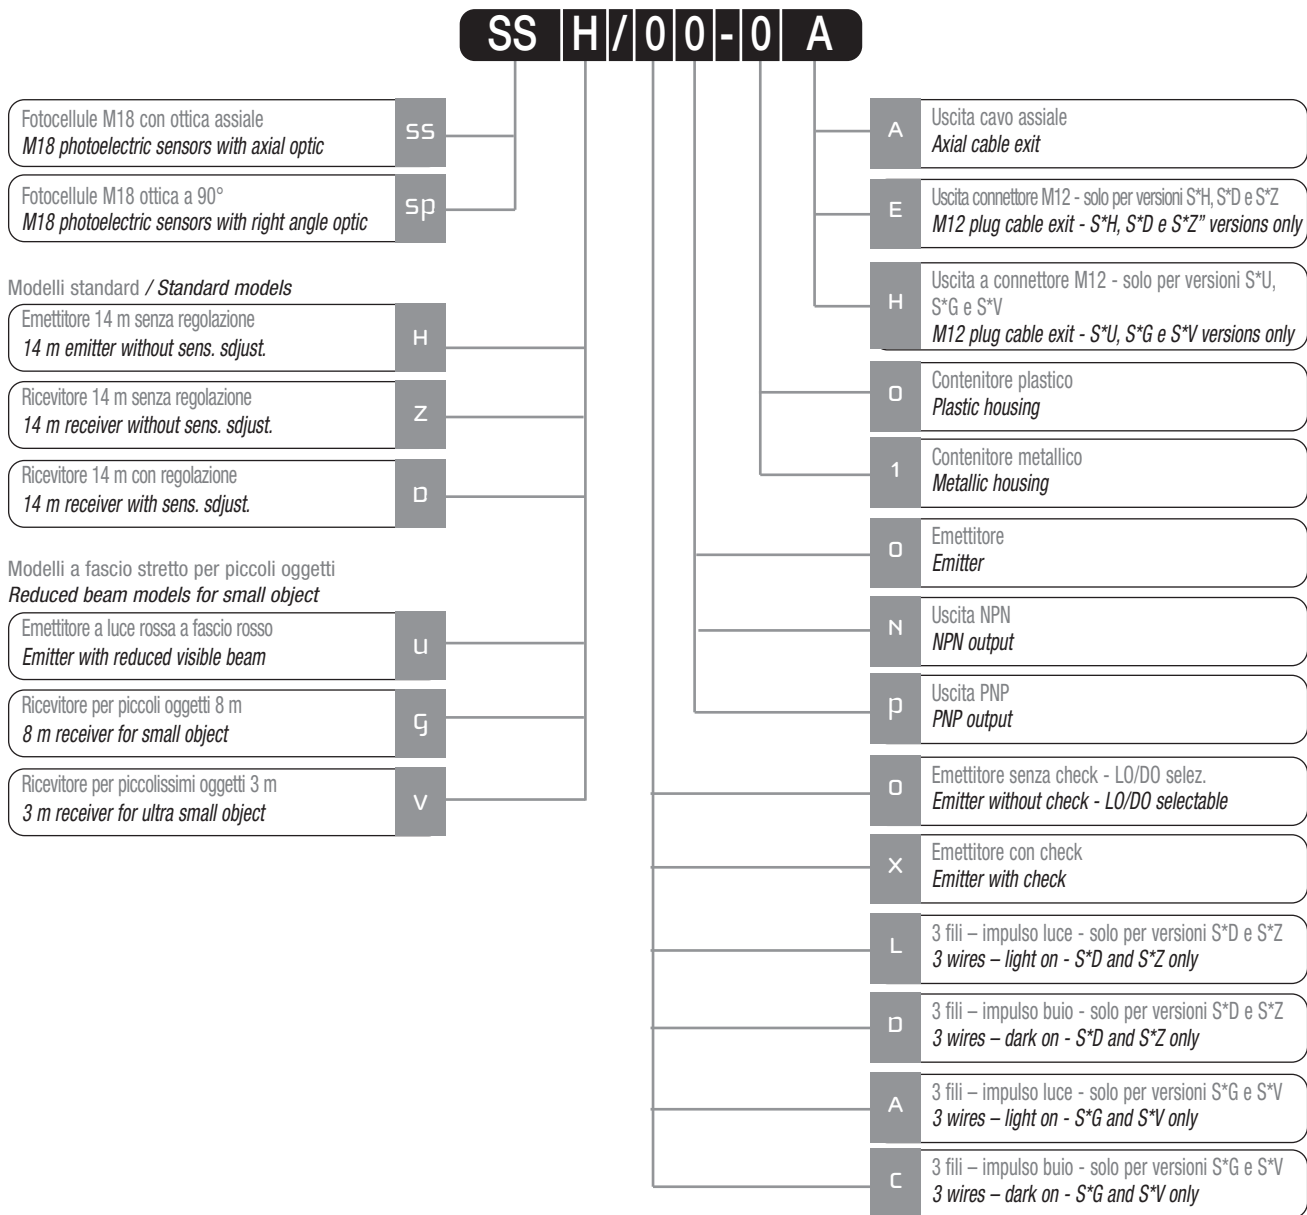 SS H/00-0 A
Fotocellule M18 con ottica assiale
M18 photoelectric sensors with axial optic
SS
Fotocellule M18 ottica a 90°
M18 photoelectric sensors with right angle optic
SP
Modelli standard / Standard models
Emettitore 14 m senza regolazione
14 m emitter without sens. sdjust.
H
Ricevitore 14 m senza regolazione
14 m receiver without sens. sdjust.
Z
Ricevitore 14 m con regolazione
14 m receiver with sens. sdjust.
D
Modelli a fascio stretto per piccoli oggetti
Reduced beam models for small object
Emettitore a luce rossa a fascio rosso
Emitter with reduced visible beam
U
Ricevitore per piccoli oggetti 8 m
8 m receiver for small object
G
Ricevitore per piccolissimi oggetti 3 m
3 m receiver for ultra small object
V
A
Uscita cavo assiale
Axial cable exit
E
Uscita connettore M12 - solo per versioni S*H, S*D e S*Z
M12 plug cable exit - S*H, S*D e S*Z” versions only
H
Uscita a connettore M12 - solo per versioni S*U,
S*G e S*V
M12 plug cable exit - S*U, S*G e S*V versions only
0
Contenitore plastico
Plastic housing
1
Contenitore metallico
Metallic housing
0
Emettitore
Emitter
N
Uscita NPN
NPN output
P
Uscita PNP
PNP output
0
Emettitore senza check - LO/DO selez.
Emitter without check - LO/DO selectable
X
Emettitore con check
Emitter with check
L
3 fili – impulso luce - solo per versioni S*D e S*Z
3 wires – light on - S*D and S*Z only
D
3 fili – impulso buio - solo per versioni S*D e S*Z
3 wires – dark on - S*D and S*Z only
A
3 fili – impulso luce - solo per versioni S*G e S*V
3 wires – light on - S*G and S*V only
C
3 fili – impulso buio - solo per versioni S*G e S*V
3 wires – dark on - S*G and S*V only